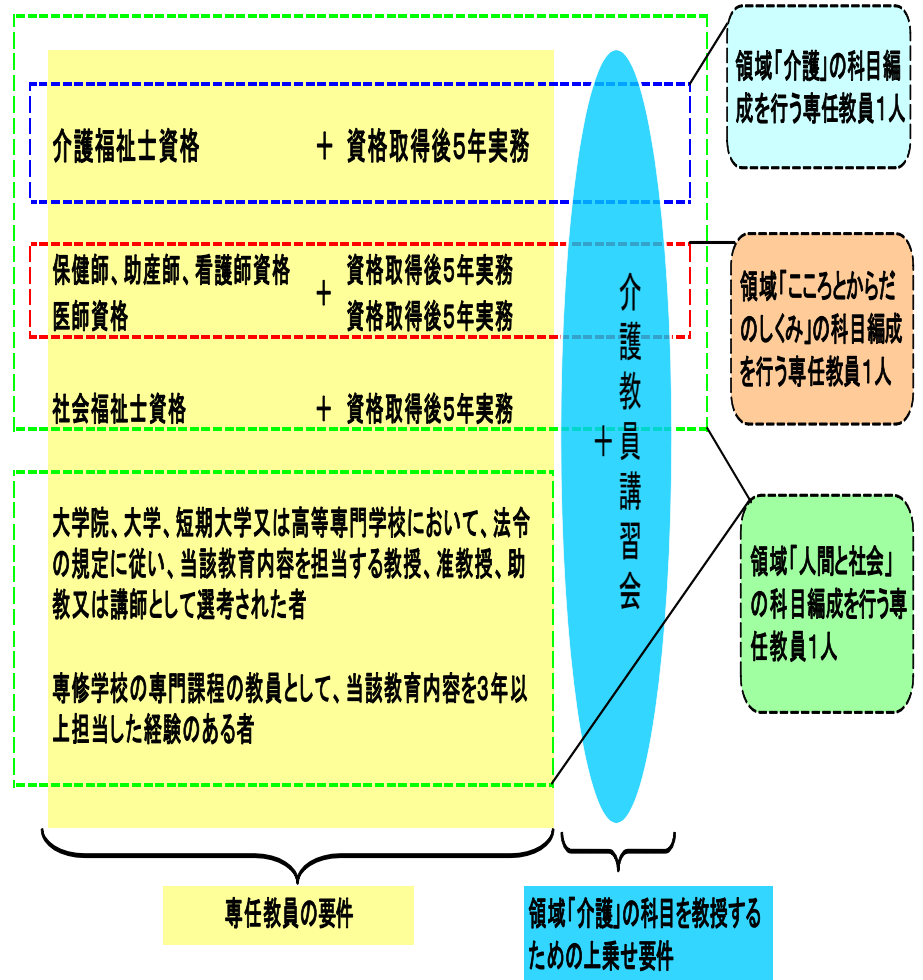 領域「介護」の科目編
成を行う専任教員１人
介護福祉士資格 ＋ 資格取得後５年実務
保健師、助産師、看護師資格 ＋ 資格取得後５年実務
医師資格 資格取得後５年実務
領域「こころとからだ
のしくみ」の科目編成
を行う専任教員１人
社会福祉士資格 ＋ 資格取得後５年実務
＋介護教員講習会
大学院、大学、短期大学又は高等専門学校において、法令
の規定に従い、当該教育内容を担当する教授、准教授、助
教又は講師として選考された者
領域「人間と社会」
の科目編成を行う専
任教員１人
専修学校の専門課程の教員として、当該教育内容を３年以
上担当した経験のある者
専任教員の要件
領域「介護」の科目を教授する
ための上乗せ要件